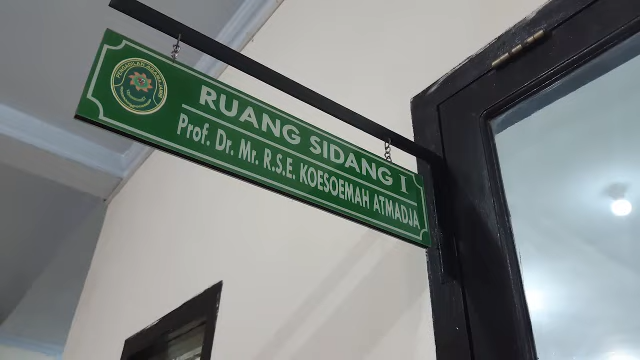 RUANG SIDANG I
Prof. Dr. Mr. R.S.E. KOESOEMAH ATMADJA